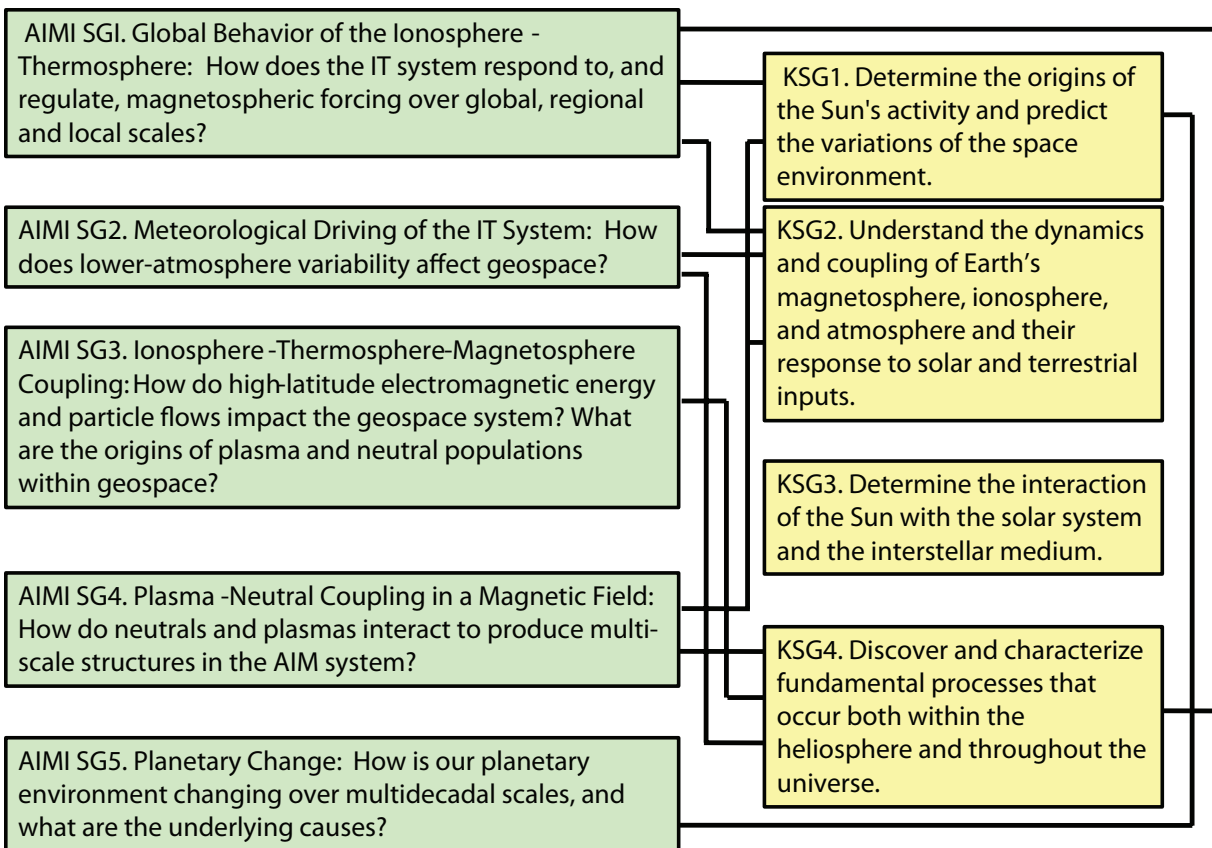 AIMI SGI. Global Behavior of the Ionosphere -
Thermosphere: How does the IT system respond to, and
regulate, magnetospheric forcing over global, regional
and local scales?
AIMI SG2. Meteorological Driving of the IT System: How
does lower-atmosphere variability affect geospace?
AIMI SG3. Ionosphere -Thermosphere-Magnetosphere
Coupling: How do high-latitude electromagnetic energy
and particle flows impact the geospace system? What
are the origins of plasma and neutral populations
within geospace?
AIMI SG4. Plasma -Neutral Coupling in a Magnetic Field:
How do neutrals and plasmas interact to produce multi-
scale structures in the AIM system?
AIMI SG5. Planetary Change: How is our planetary
environment changing over multidecadal scales, and
what are the underlying causes?
KSG1. Determine the origins of
the Sun's activity and predict
the variations of the space
environment.
KSG2. Understand the dynamics
and coupling of Earth’s
magnetosphere, ionosphere,
and atmosphere and their
response to solar and terrestrial
inputs.
KSG3. Determine the interaction
of the Sun with the solar system
and the interstellar medium.
KSG4. Discover and characterize
fundamental processes that
occur both within the
heliosphere and throughout the
universe.